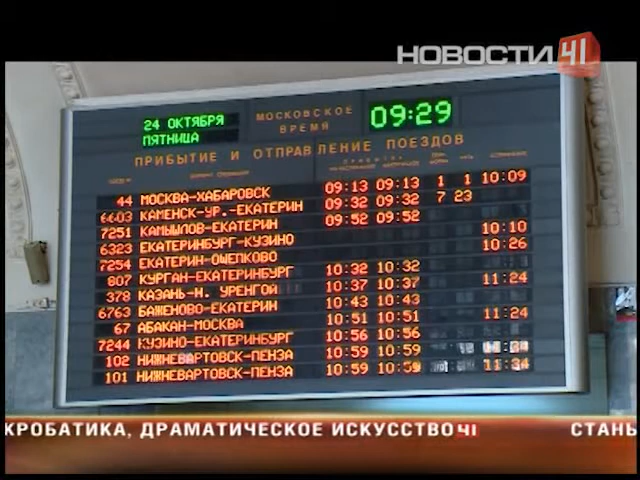 НОВОСТИ 41
24 ОКТЯБРЯ
ПЯТНИЦА
МОСКОВСКОЕ
ВРЕМЯ
09:29
ПРИБЫТИЕ И ОТПРАВЛЕНИЕ ПОЕЗДОВ
44 МОСКВА-ХАБАРОВСК 09:13 09:13 1 1 10:09
6603 КАМЕНСК-УР.-ЕКАТЕРИН 09:32 09:32 7 23
7251 КАМЫШЛОВ-ЕКАТЕРИН 09:52 09:52
6323 ЕКАТЕРИНБУРГ-КУЗИНО 10:10
7254 ЕКАТЕРИН-ОЩЕПКОВО 10:26
807 КУРГАН-ЕКАТЕРИНБУРГ 10:32 10:32
378 КАЗАНЬ-Н. УРЕНГОЙ 10:37 10:37 11:24
6763 БАЖЕНОВО-ЕКАТЕРИН 10:43 10:43
67 АБАКАН-МОСКВА 10:51 10:51 11:24
7244 КУЗИНО-ЕКАТЕРИНБУРГ 10:56 10:56
102 НИЖНЕВАРТОВСК-ПЕНЗА 10:59 10:59 11:34
101 НИЖНЕВАРТОВСК-ПЕНЗА 10:59 10:59 11:34
КРОБАТИКА, ДРАМАТИЧЕСКОЕ ИСКУССТВО 41 СТАНЬ